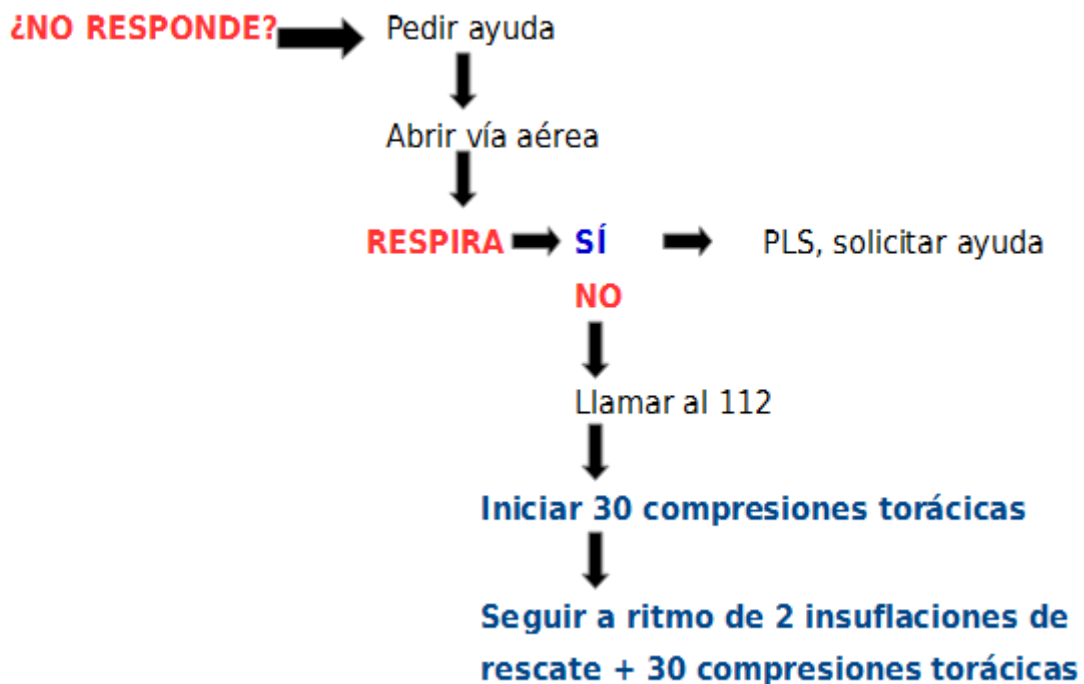 ¿NO RESPONDE? Pedir ayuda
Abrir vía aérea
RESPIRA SÍ PLS, solicitar ayuda
NO
Llamar al 112
Iniciar 30 compresiones torácicas
Seguir a ritmo de 2 insuflaciones de
rescate + 30 compresiones torácicas